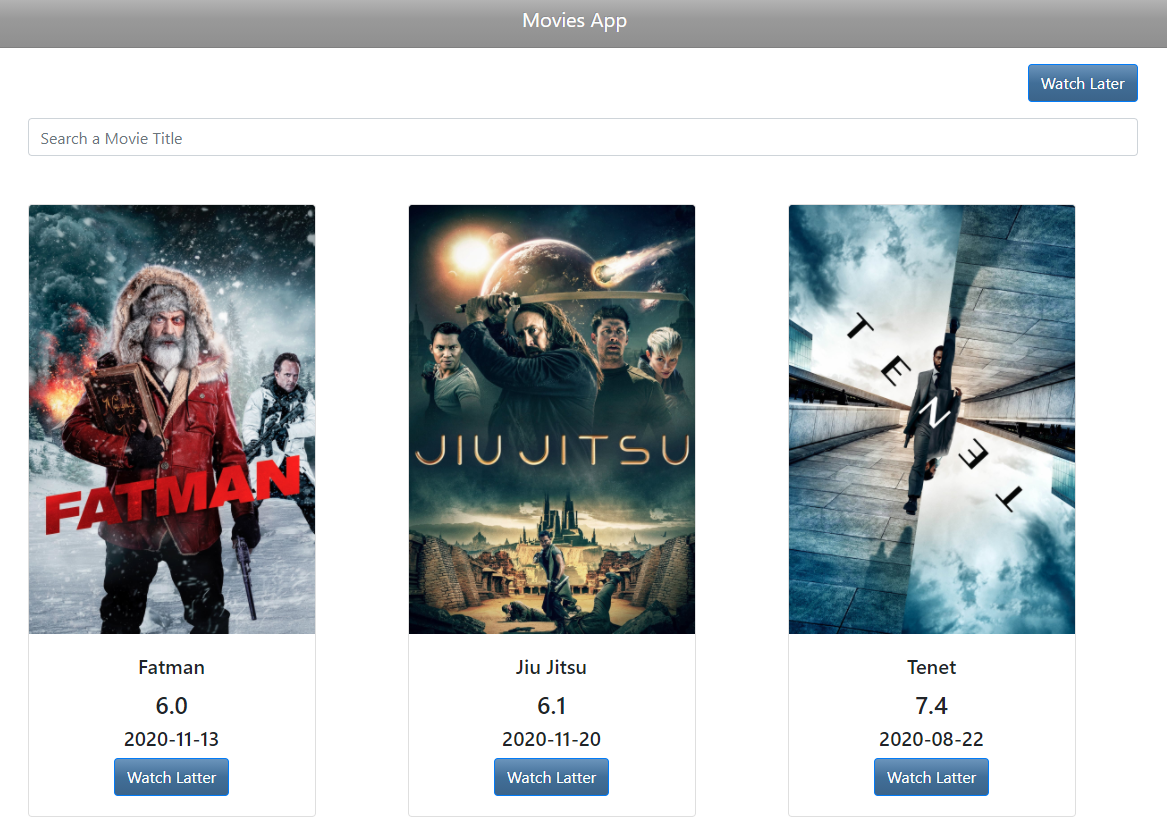 Movies App
Watch Later
Search a Movie Title
FATMAN
JIU JITSU
TENET
Fatman
6.0
2020-11-13
Watch Latter
Jiu Jitsu
6.1
2020-11-20
Watch Latter
Tenet
7.4
2020-08-22
Watch Latter